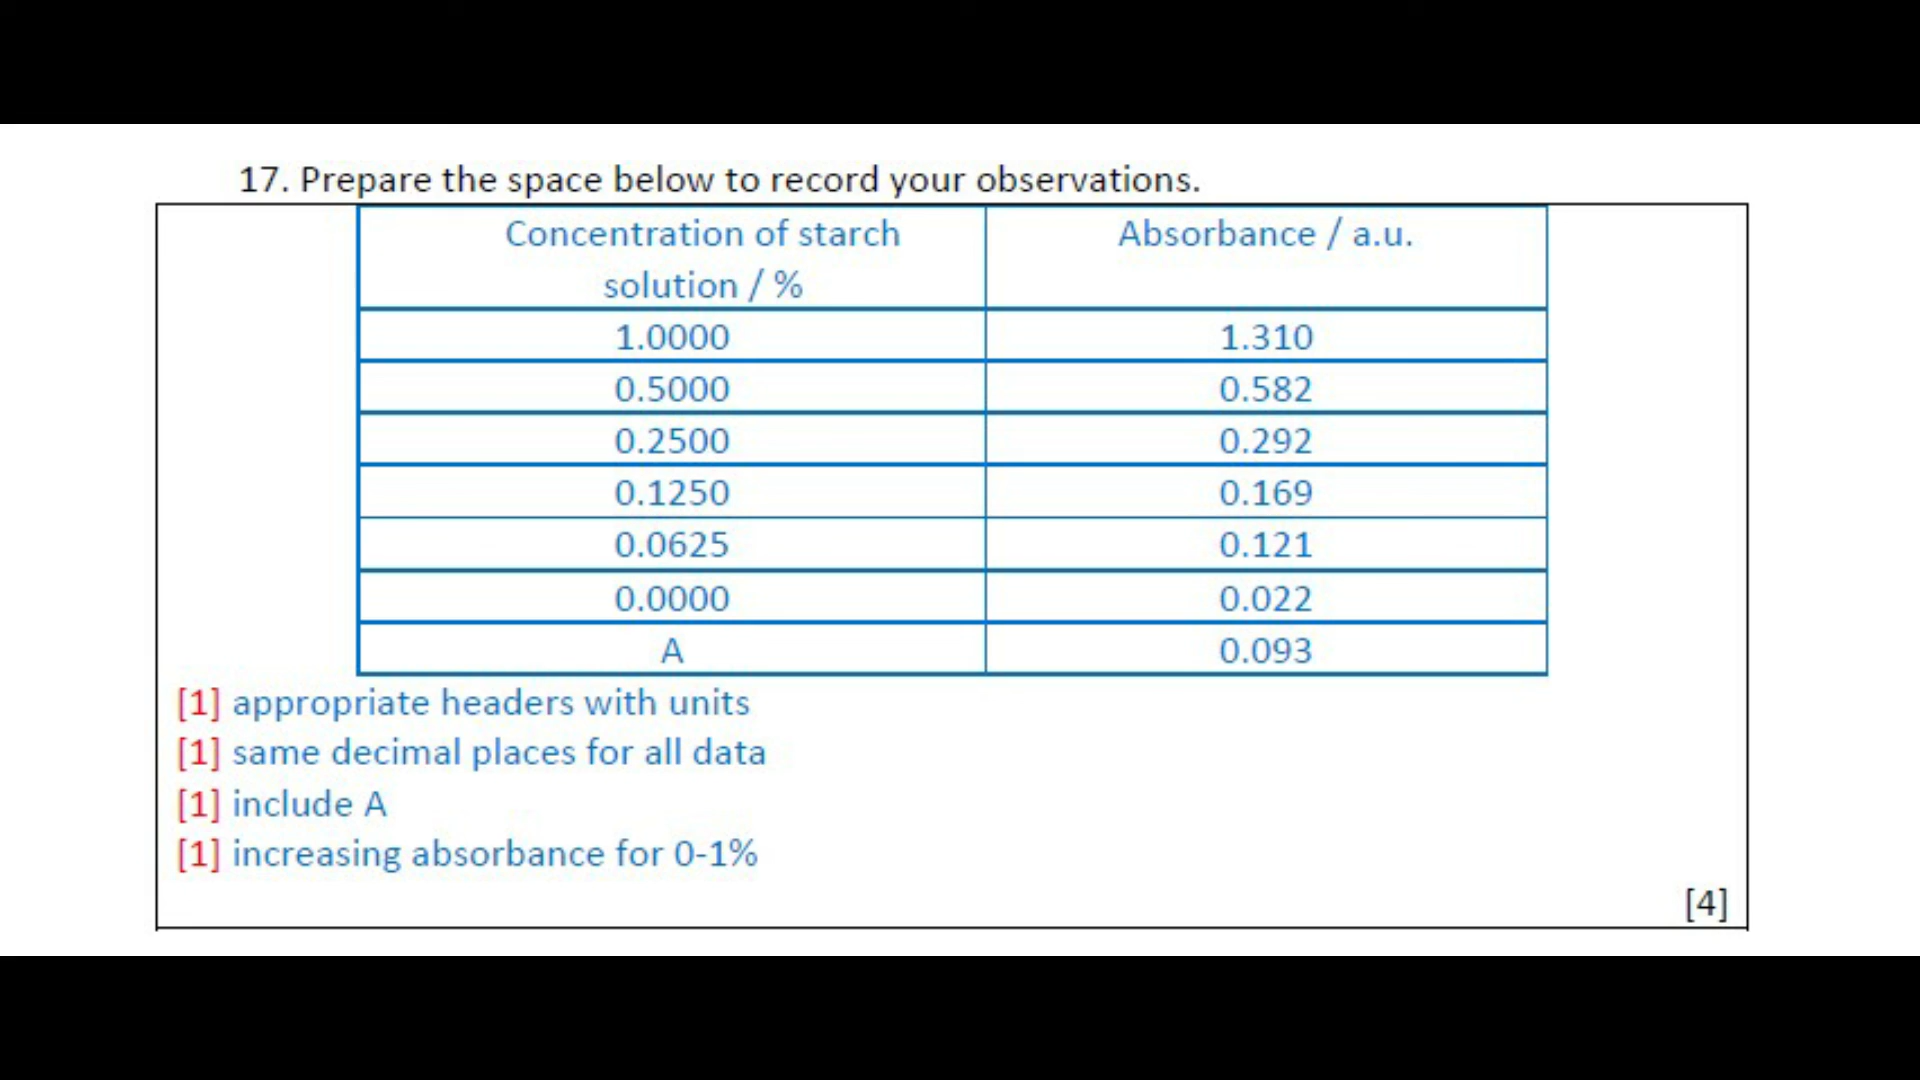 17. Prepare the space below to record your observations.
Concentration of starch solution / %
Absorbance / a.u.
1.0000 1.310
0.5000 0.582
0.2500 0.292
0.1250 0.169
0.0625 0.121
0.0000 0.022
A 0.093
[1] appropriate headers with units
[1] same decimal places for all data
[1] include A
[1] increasing absorbance for 0-1%
[4]